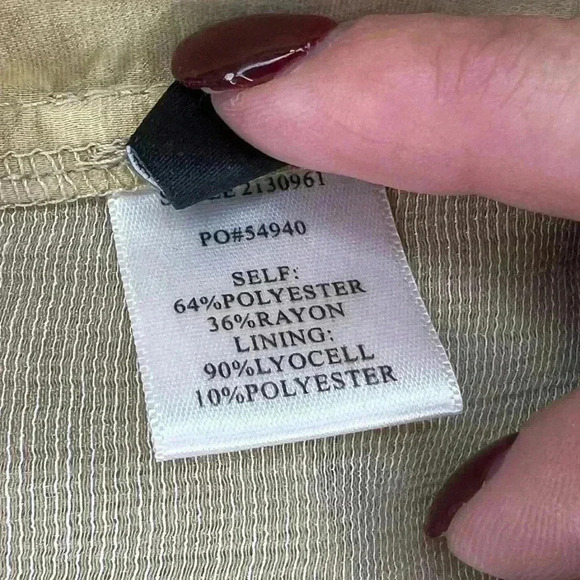 2130961
PO#54940
SELF:
64%POLYESTER
36%RAYON
LINING:
90%LYOCELL
10%POLYESTER